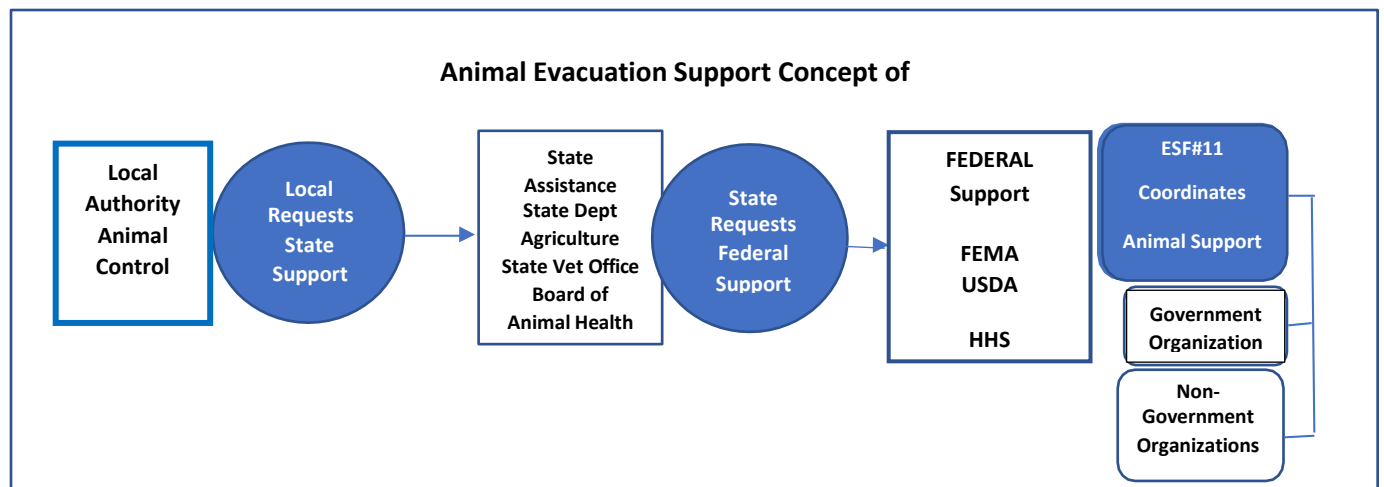 Animal Evacuation Support Concept of
Local
Authority
Animal
Control
Local
Requests
State
Support
State
Assistance
State Dept
Agriculture
State Vet Office
Board of
Animal Health
State
Requests
Federal
Support
FEDERAL
Support
FEMA
USDA
HHS
ESF#11
Coordinates
Animal Support
Government
Organization
Non-
Government
Organizations